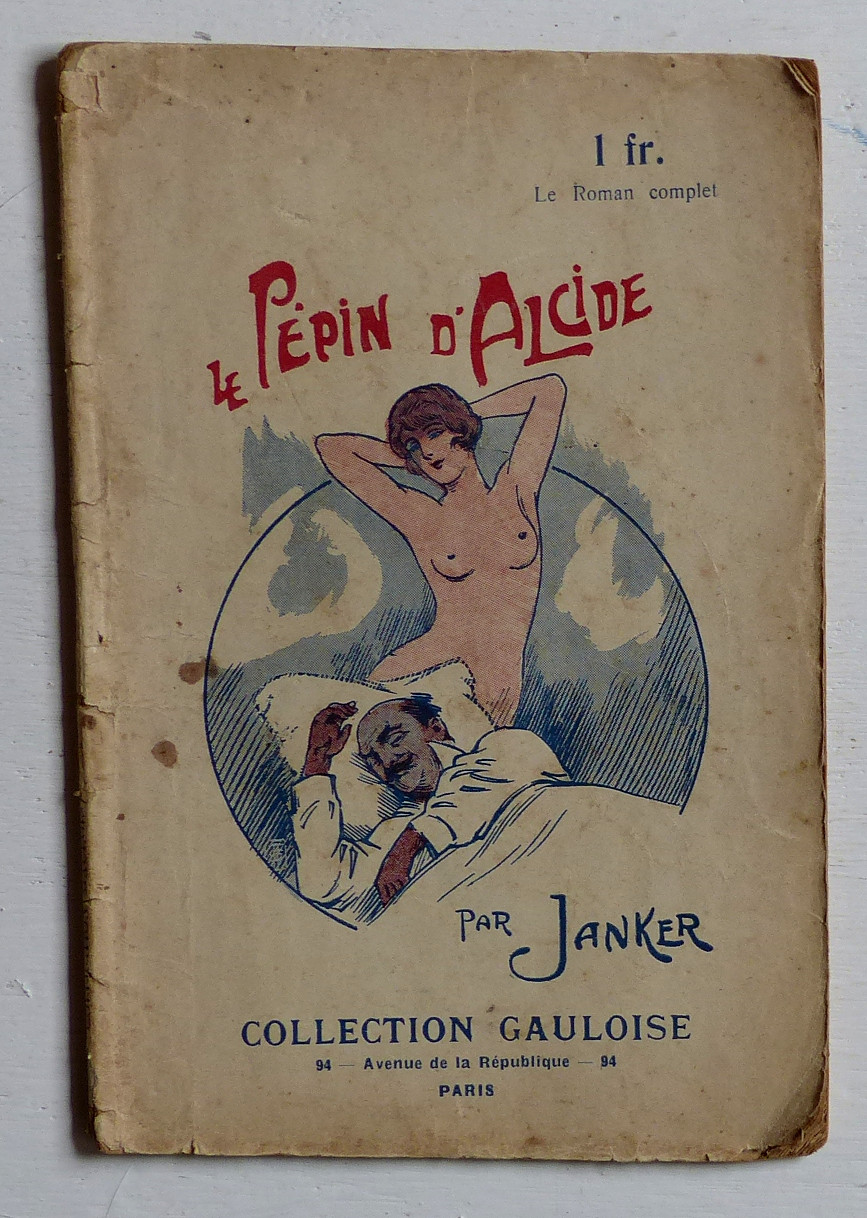 1 fr.
Le Roman complet
LE PÉPIN D'ALCIDE
PAR JANKER
COLLECTION GAULOISE
94 — Avenue de la République — 94
PARIS